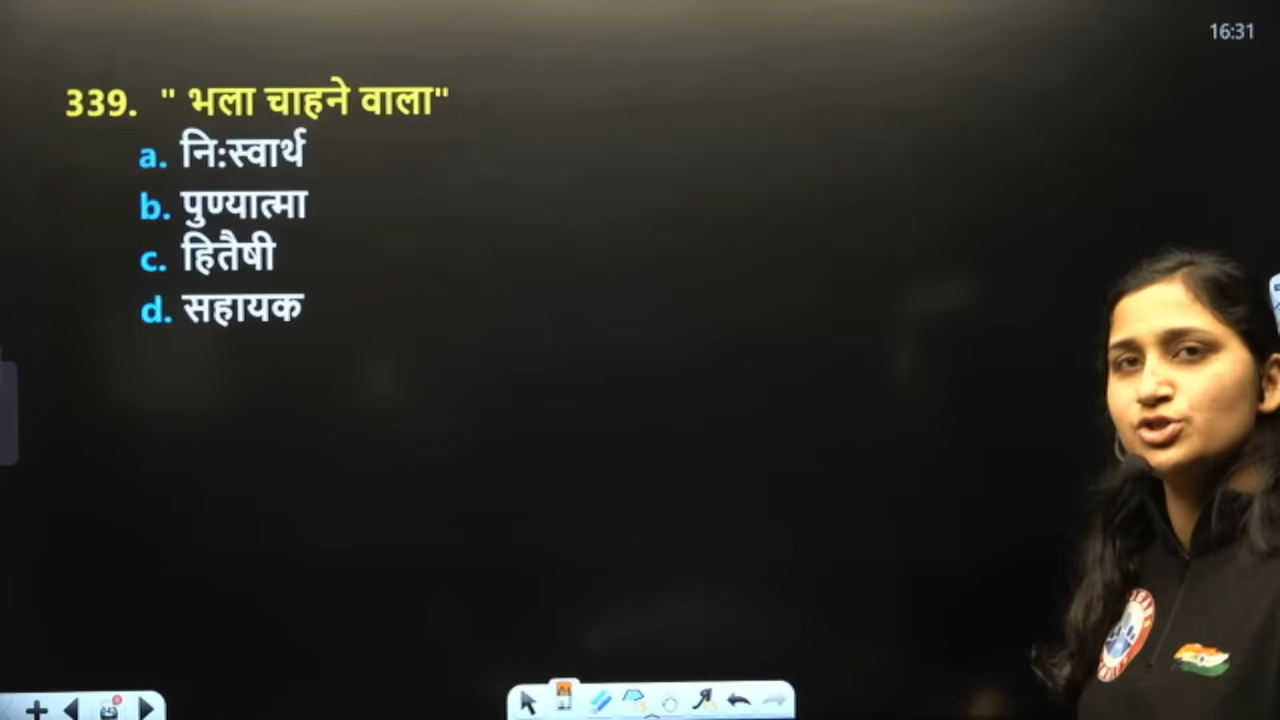 16:31
339. " भला चाहने वाला"
a. नि:स्वार्थ
b. पुण्यात्मा
c. हितैषी
d. सहायक